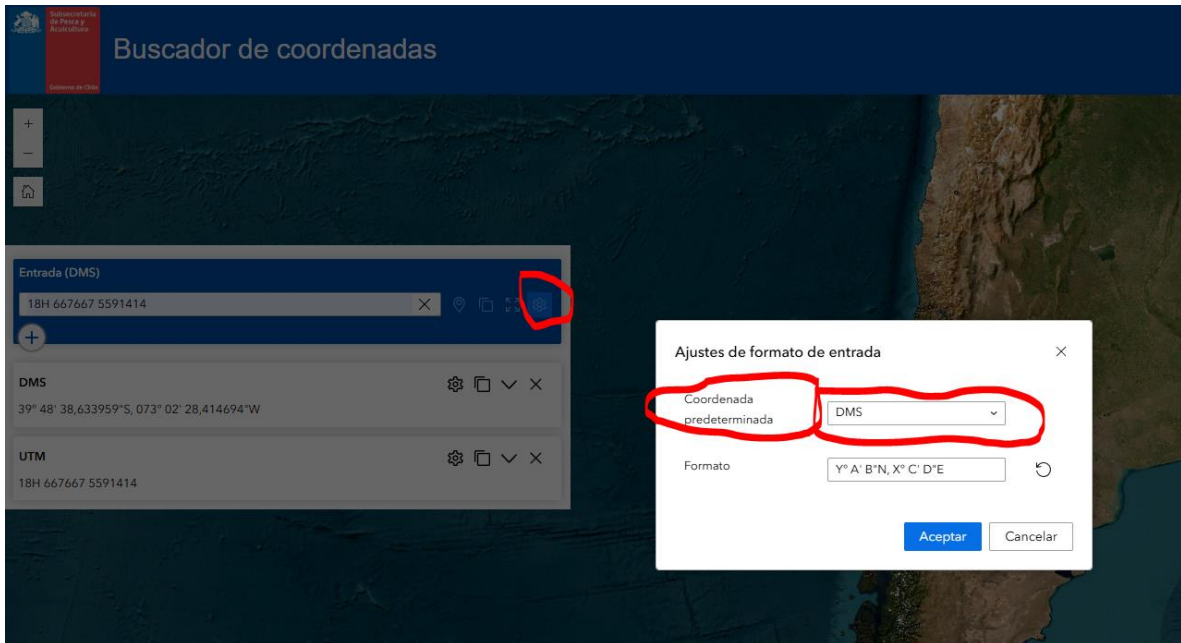 Subsecretaría
de Pesca y
Acuicultura
Gobierno de Chile
Buscador de coordenadas
+
−
Entrada (DMS)
18H 667667 5591414
+
DMS
39° 48' 38,633959"S, 073° 02' 28,414694"W
UTM
18H 667667 5591414
Ajustes de formato de entrada
Coordenada
predeterminada
DMS
Formato
Y° A' B"N, X° C' D"E
Aceptar
Cancelar